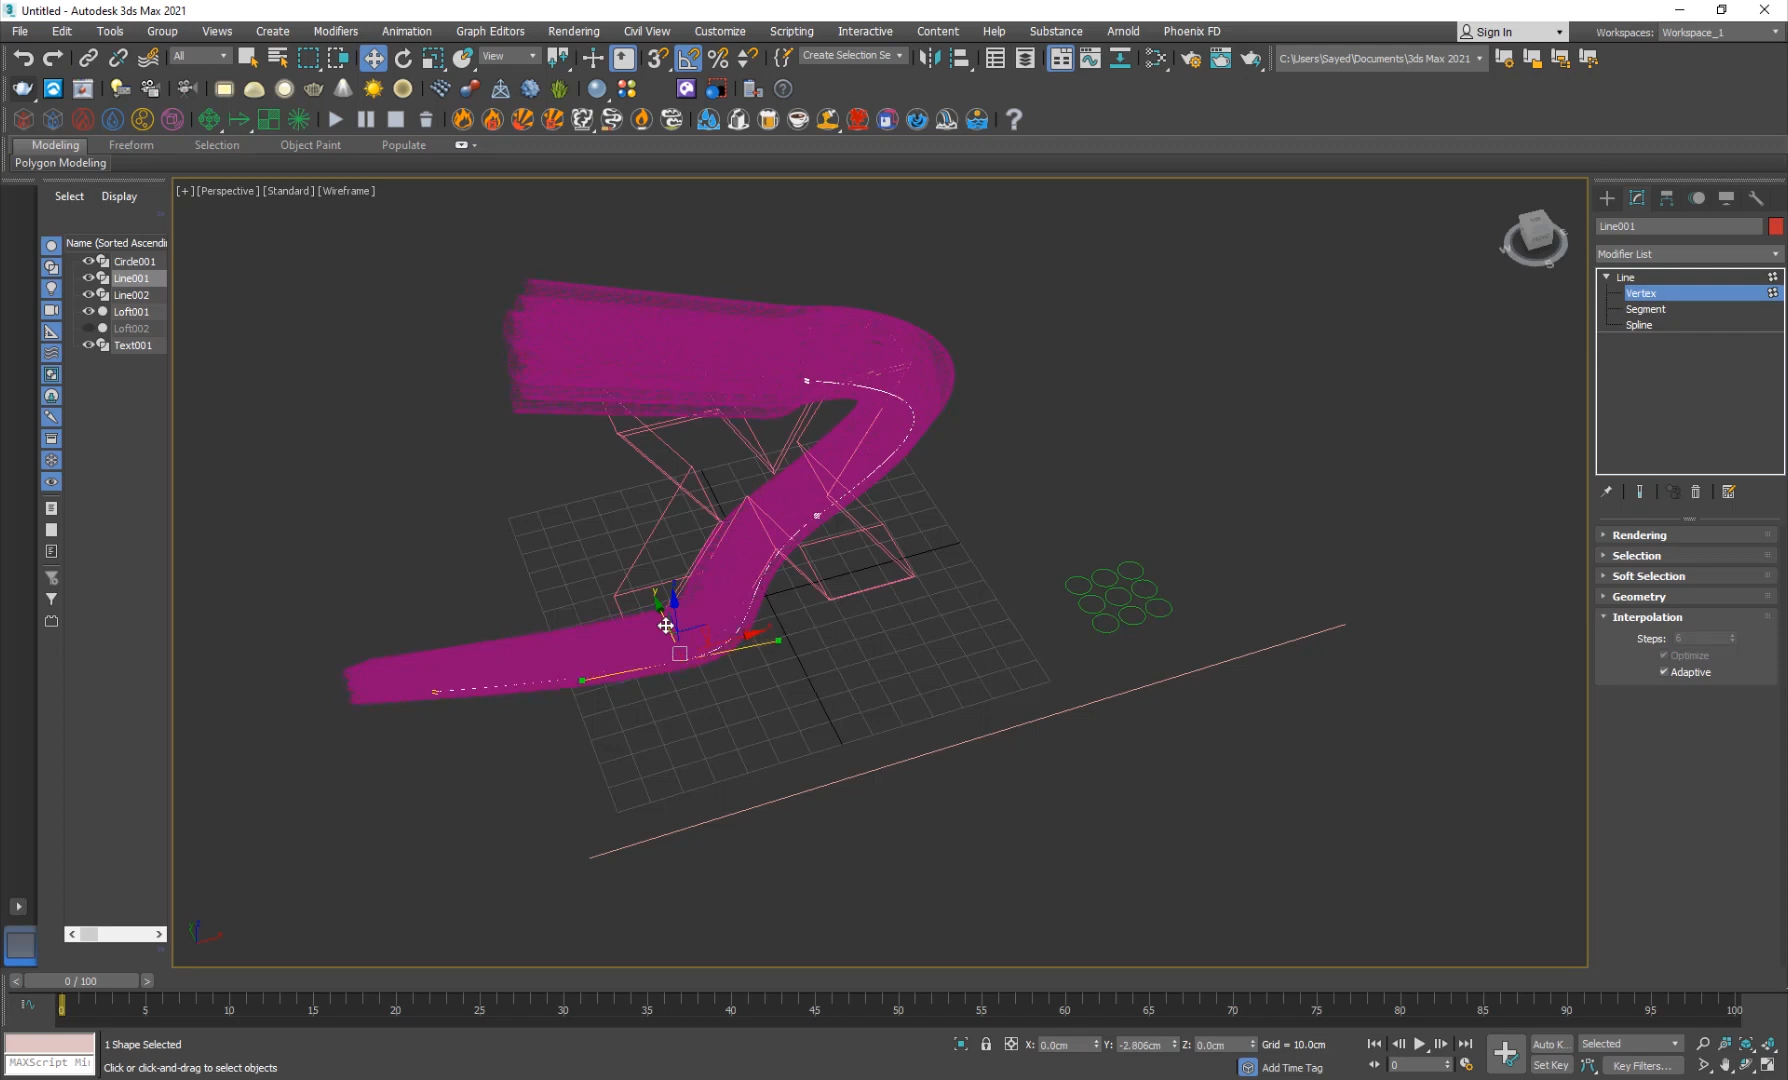 Untitled - Autodesk 3ds Max 2021
File Edit Tools Group Views Create Modifiers Animation Graph Editors Rendering Civil View Customize Scripting Interactive Content Help Substance Arnold Phoenix FD Sign In Workspaces: Workspace_1
All View Create Selection Se C:\Users\Sayed\Documents\3ds Max 2021
Modeling Freeform Selection Object Paint Populate
Polygon Modeling
Select Display
[+] [Perspective] [Standard] [Wireframe]
Name (Sorted Ascendin
Circle001
Line001
Line002
Loft001
Loft002
Text001
Line001
Modifier List
Line
Vertex
Segment
Spline
Rendering
Selection
Soft Selection
Geometry
Interpolation
Steps: 6
Optimize
Adaptive
0 / 100
0 5 10 15 20 25 30 35 40 45 50 55 60 65 70 75 80 85 90 95 100
1 Shape Selected X: 0.0cm Y: -2.806cm Z: 0.0cm Grid = 10.0cm Auto K... Selected
MAXScript Mi Click or click-and-drag to select objects Add Time Tag 0 Set Key Key Filters...